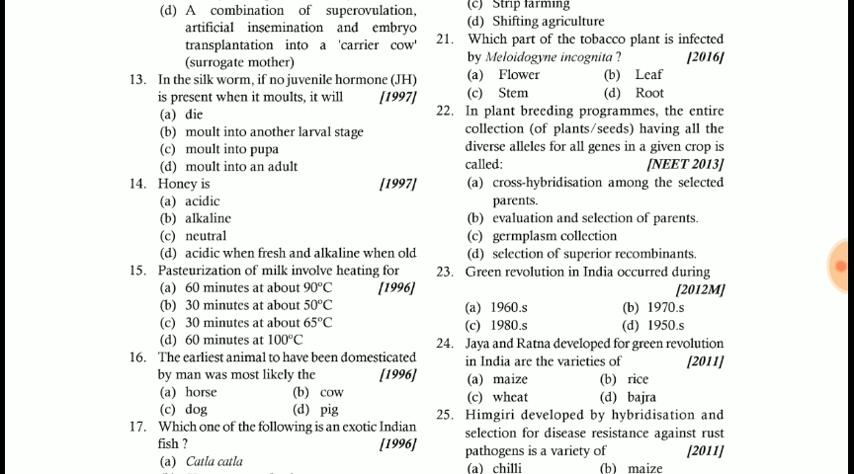 (d) A combination of superovulation,
artificial insemination and embryo
transplantation into a 'carrier cow'
(surrogate mother)
13. In the silk worm, if no juvenile hormone (JH)
is present when it moults, it will [1997]
(a) die
(b) moult into another larval stage
(c) moult into pupa
(d) moult into an adult
14. Honey is [1997]
(a) acidic
(b) alkaline
(c) neutral
(d) acidic when fresh and alkaline when old
15. Pasteurization of milk involve heating for
(a) 60 minutes at about 90°C [1996]
(b) 30 minutes at about 50°C
(c) 30 minutes at about 65°C
(d) 60 minutes at 100°C
16. The earliest animal to have been domesticated
by man was most likely the [1996]
(a) horse (b) cow
(c) dog (d) pig
17. Which one of the following is an exotic Indian
fish ? [1996]
(a) Catla catla
(c) Strip farming
(d) Shifting agriculture
21. Which part of the tobacco plant is infected
by Meloidogyne incognita ? [2016]
(a) Flower (b) Leaf
(c) Stem (d) Root
22. In plant breeding programmes, the entire
collection (of plants/seeds) having all the
diverse alleles for all genes in a given crop is
called: [NEET 2013]
(a) cross-hybridisation among the selected
parents.
(b) evaluation and selection of parents.
(c) germplasm collection
(d) selection of superior recombinants.
23. Green revolution in India occurred during
[2012M]
(a) 1960.s (b) 1970.s
(c) 1980.s (d) 1950.s
24. Jaya and Ratna developed for green revolution
in India are the varieties of [2011]
(a) maize (b) rice
(c) wheat (d) bajra
25. Himgiri developed by hybridisation and
selection for disease resistance against rust
pathogens is a variety of [2011]
(a) chilli (b) maize